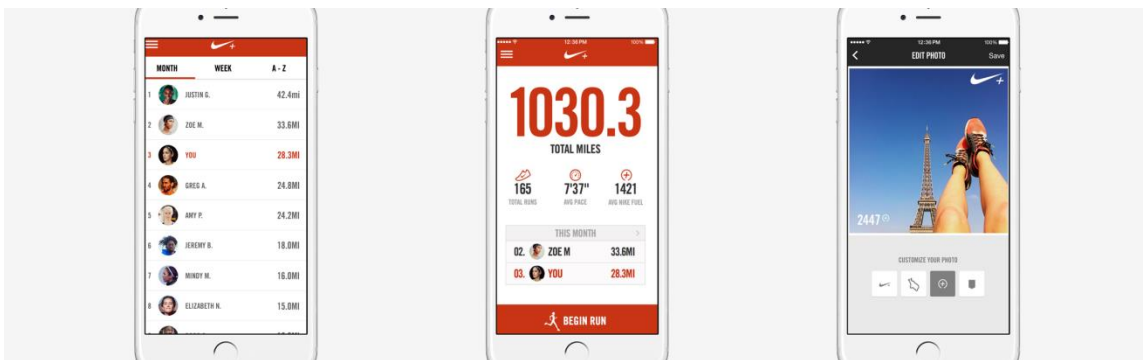 MONTH WEEK A - Z
1 JUSTIN G. 42.4mi
2 ZOE M. 33.6MI
3 YOU 28.3MI
4 GREG A. 24.8MI
5 AMY P. 24.2MI
6 JEREMY B. 18.0MI
7 MINDY M. 16.0MI
8 ELIZABETH N. 15.0MI
12:36 PM 100%
1030.3
TOTAL MILES
165 7'37" 1421
TOTAL RUNS AVG PACE AVG NIKE FUEL
THIS MONTH >
02. ZOE M 33.6MI
03. YOU 28.3MI
BEGIN RUN
12:36 PM 100%
EDIT PHOTO Save
2447
CUSTOMIZE YOUR PHOTO